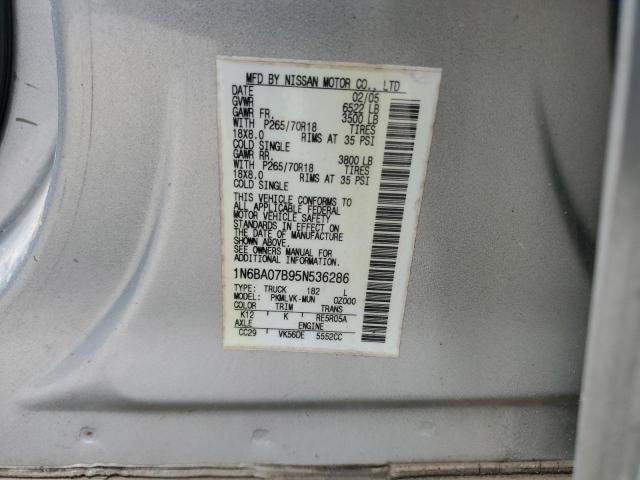 MFD BY NISSAN MOTOR CO., LTD
DATE 02/05
GVWR 6522 LB
GAWR FR. 3500 LB
WITH P265/70R18 TIRES
18X8.0 RIMS AT 35 PSI
COLD SINGLE
GAWR RR. 3800 LB
WITH P265/70R18 TIRES
18X8.0 RIMS AT 35 PSI
COLD SINGLE
THIS VEHICLE CONFORMS TO
ALL APPLICABLE FEDERAL
MOTOR VEHICLE SAFETY
STANDARDS IN EFFECT ON
THE DATE OF MANUFACTURE
SHOWN ABOVE.
SEE OWNERS MANUAL FOR
ADDITIONAL INFORMATION
1N6BA07B95N536286
TYPE: TRUCK 182 L
MODEL: PKMLVK-MUN 0Z000
COLOR TRIM TRANS
K12 K RE5R05A
AXLE ENGINE
CC29 VK56DE 5552CC